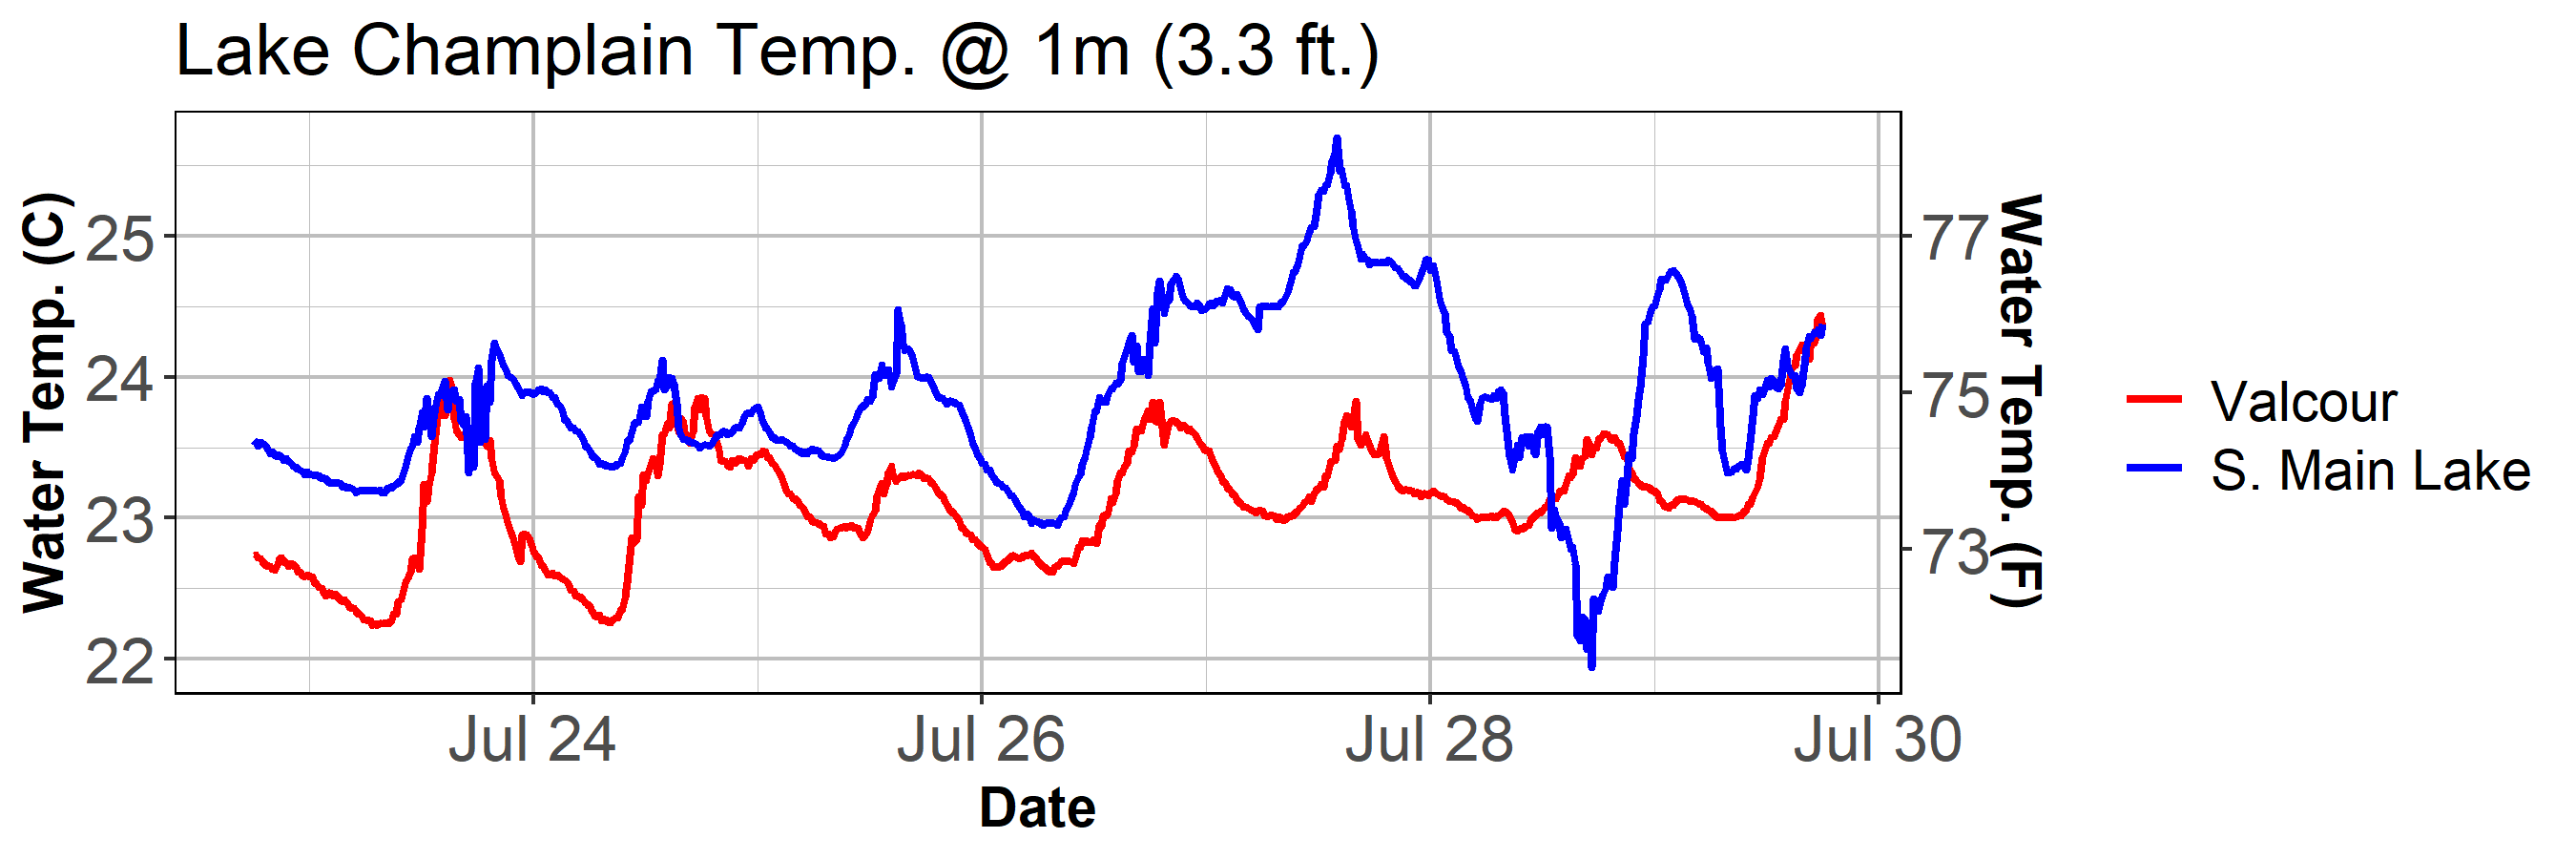 Lake Champlain Temp. @ 1m (3.3 ft.)
Water Temp. (C)
25
24
23
22
77
75
73
Water Temp. (F)
Jul 24
Jul 26
Jul 28
Jul 30
Date
Valcour
S. Main Lake